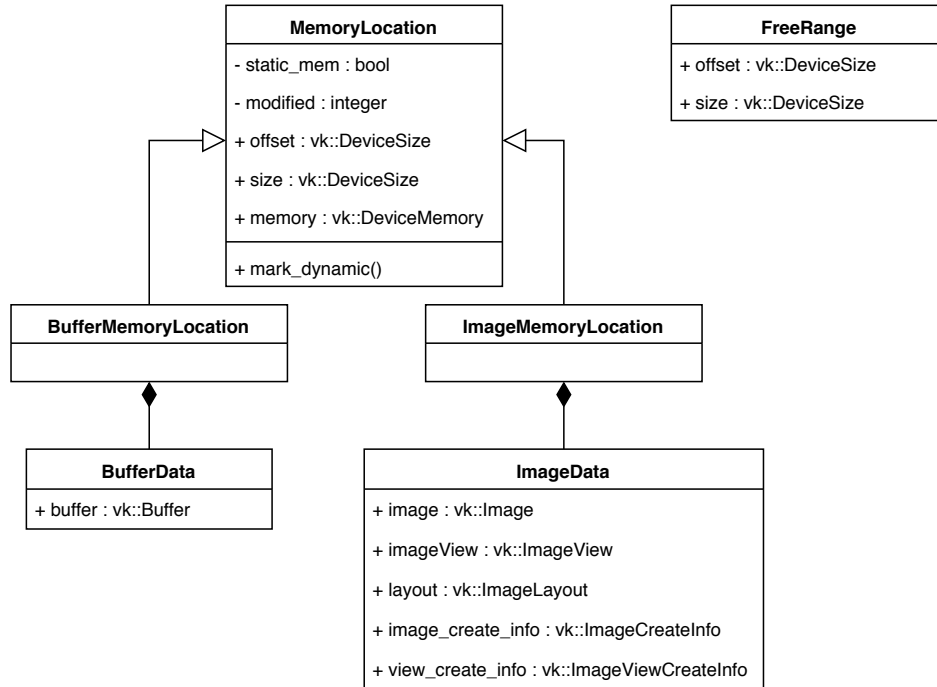 MemoryLocation
- static_mem : bool
- modified : integer
+ offset : vk::DeviceSize
+ size : vk::DeviceSize
+ memory : vk::DeviceMemory
+ mark_dynamic()
FreeRange
+ offset : vk::DeviceSize
+ size : vk::DeviceSize
BufferMemoryLocation
ImageMemoryLocation
BufferData
+ buffer : vk::Buffer
ImageData
+ image : vk::Image
+ imageView : vk::ImageView
+ layout : vk::ImageLayout
+ image_create_info : vk::ImageCreateInfo
+ view_create_info : vk::ImageViewCreateInfo